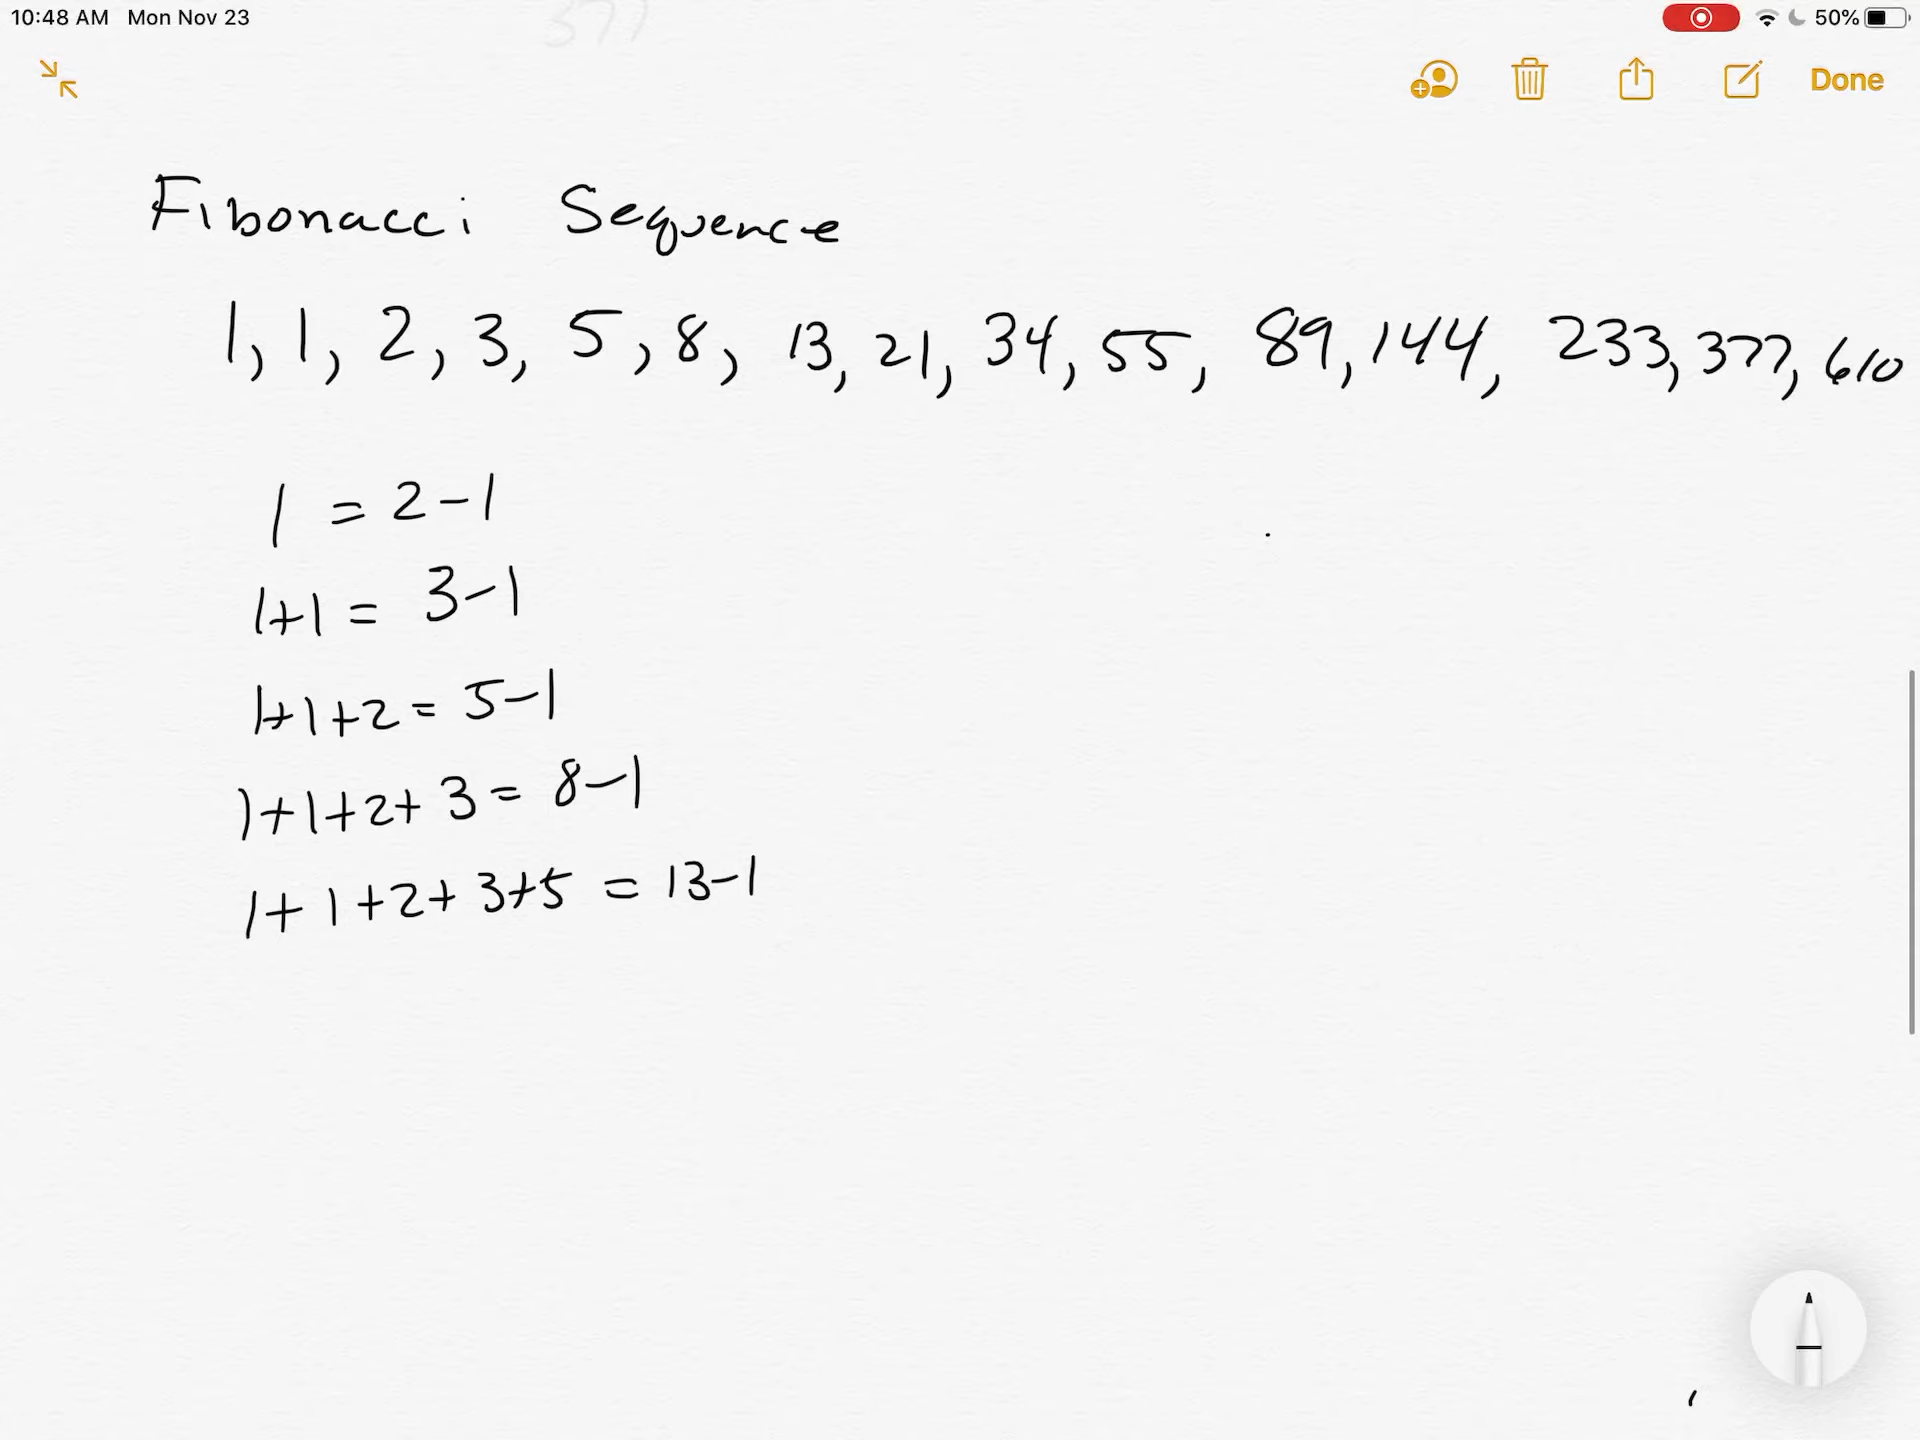 10:48 AM Mon Nov 23
50%
377
Done
Fibonacci Sequence
1, 1, 2, 3, 5, 8, 13, 21, 34, 55, 89, 144, 233, 377, 610
1 = 2-1
1+1 = 3-1
1+1+2 = 5-1
1+1+2+3 = 8-1
1+1+2+3+5 = 13-1